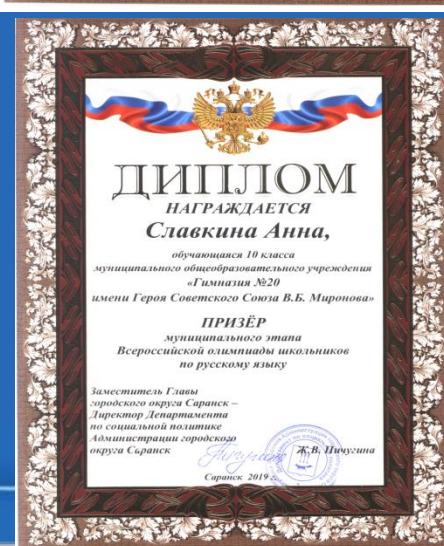 ДИПЛОМ
НАГРАЖДАЕТСЯ
Славкина Анна,
обучающаяся 10 класса
муниципального общеобразовательного учреждения
«Гимназия №20
имени Героя Советского Союза В.Б. Миронова»
ПРИЗЁР
муниципального этапа
Всероссийской олимпиады школьников
по русскому языку
Заместитель Главы
городского округа Саранск –
Директор Департамента
по социальной политике
Администрации городского
округа Саранск Ж.В. Пичугина
Саранск 2019 г.